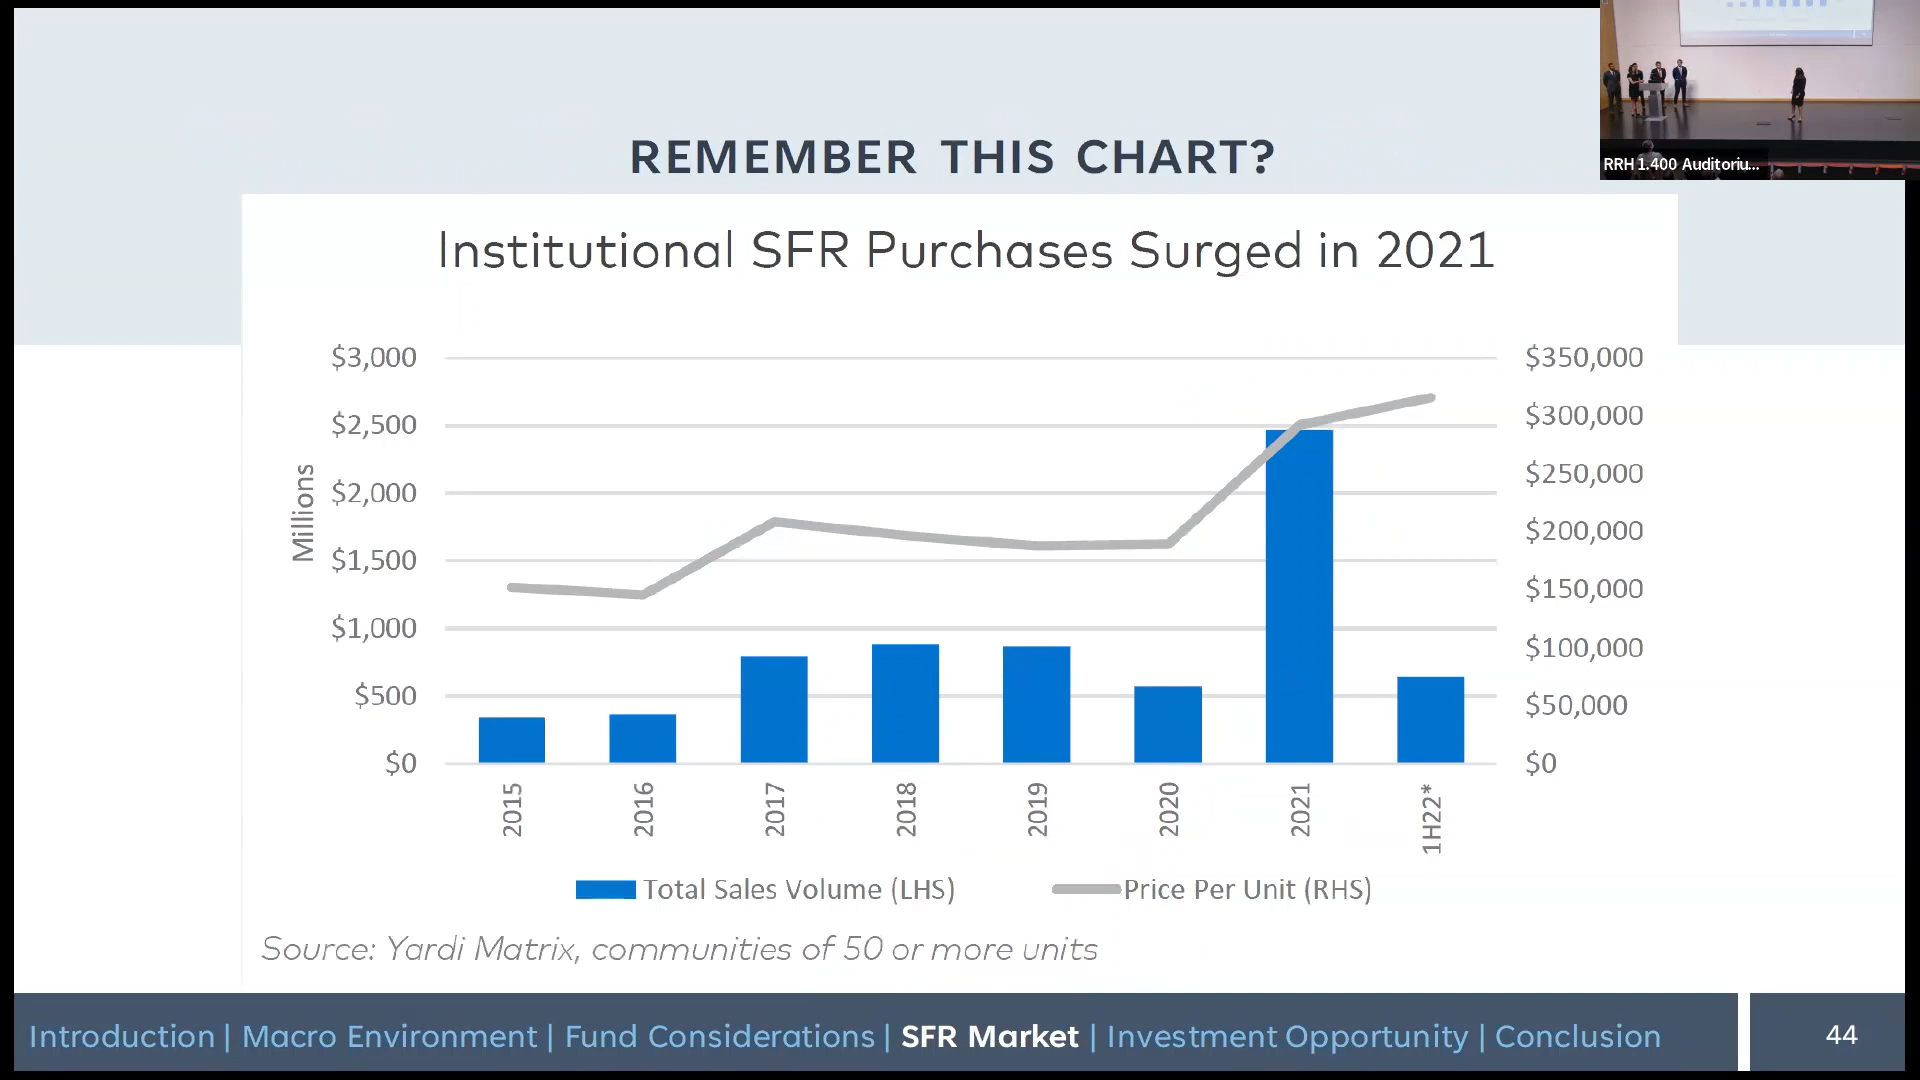 RRH 1.400 Auditoriu...
REMEMBER THIS CHART?
Institutional SFR Purchases Surged in 2021
Millions
$3,000
$2,500
$2,000
$1,500
$1,000
$500
$0
$350,000
$300,000
$250,000
$200,000
$150,000
$100,000
$50,000
$0
2015
2016
2017
2018
2019
2020
2021
1H22*
Total Sales Volume (LHS)
Price Per Unit (RHS)
Source: Yardi Matrix, communities of 50 or more units
Introduction | Macro Environment | Fund Considerations | SFR Market | Investment Opportunity | Conclusion
44